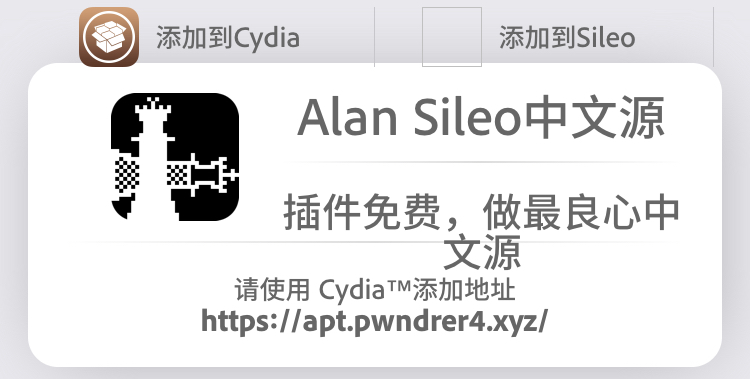 添加到Cydia
添加到Sileo
Alan Sileo中文源
插件免费，做最良心中
文源
请使用 Cydia™添加地址
https://apt.pwndrer4.xyz/